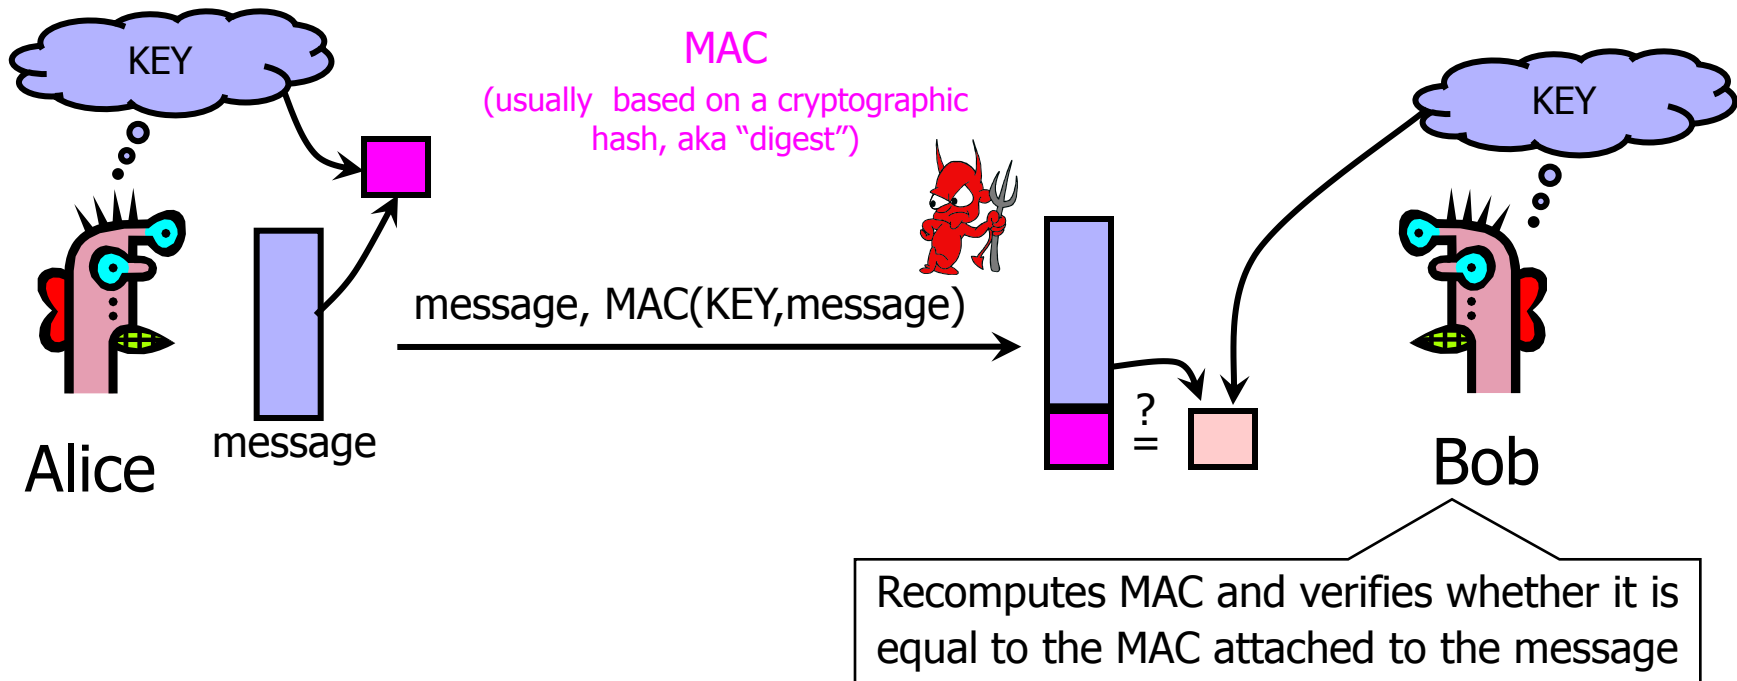 KEY
MAC
(usually  based on a cryptographic
hash, aka “digest”)
KEY
message, MAC(KEY,message)
message
?
=
Alice
Bob
Recomputes MAC and verifies whether it is
equal to the MAC attached to the message